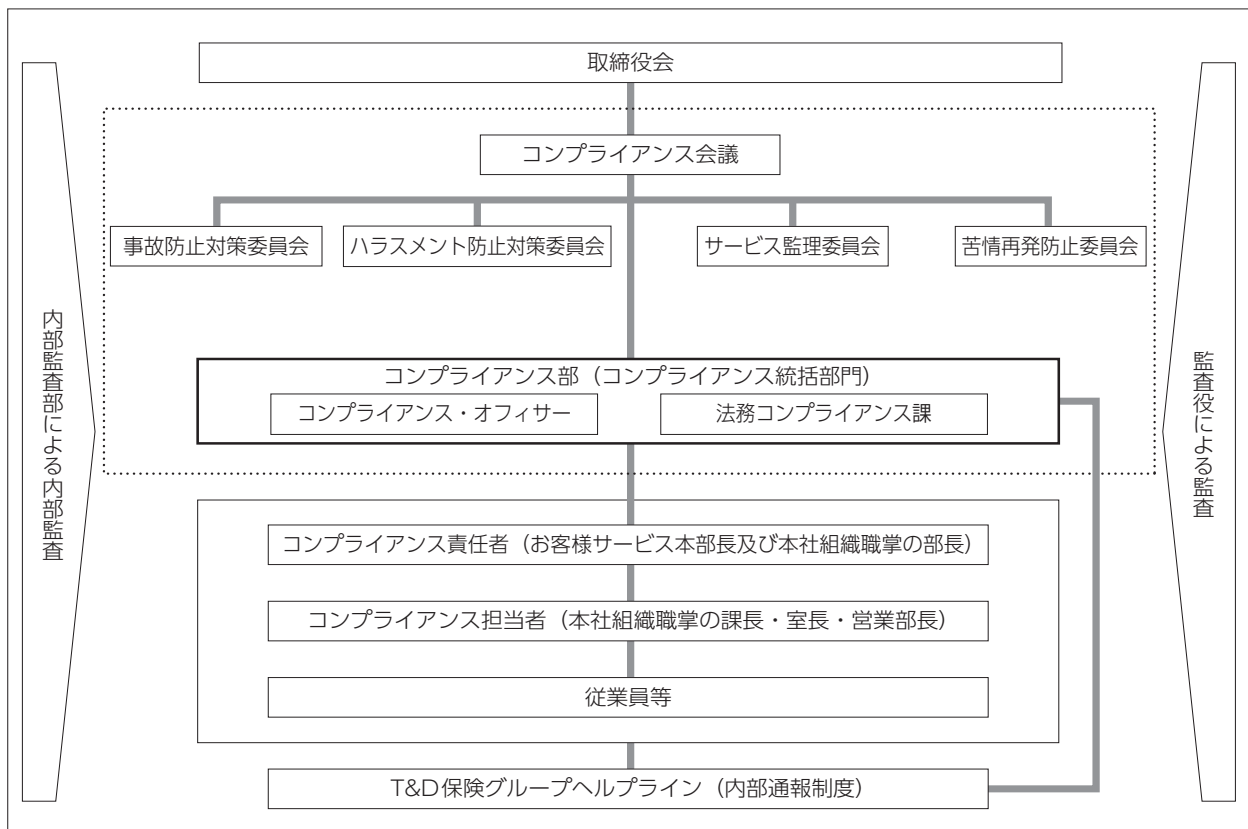 取締役会
コンプライアンス会議
事故防止対策委員会
ハラスメント防止対策委員会
サービス監理委員会
苦情再発防止委員会
内部監査部による内部監査
監査役による監査
コンプライアンス部（コンプライアンス統括部門）
コンプライアンス・オフィサー
法務コンプライアンス課
コンプライアンス責任者（お客様サービス本部長及び本社組織職掌の部長）
コンプライアンス担当者（本社組織職掌の課長・室長・営業部長）
従業員等
T&D保険グループヘルプライン（内部通報制度）